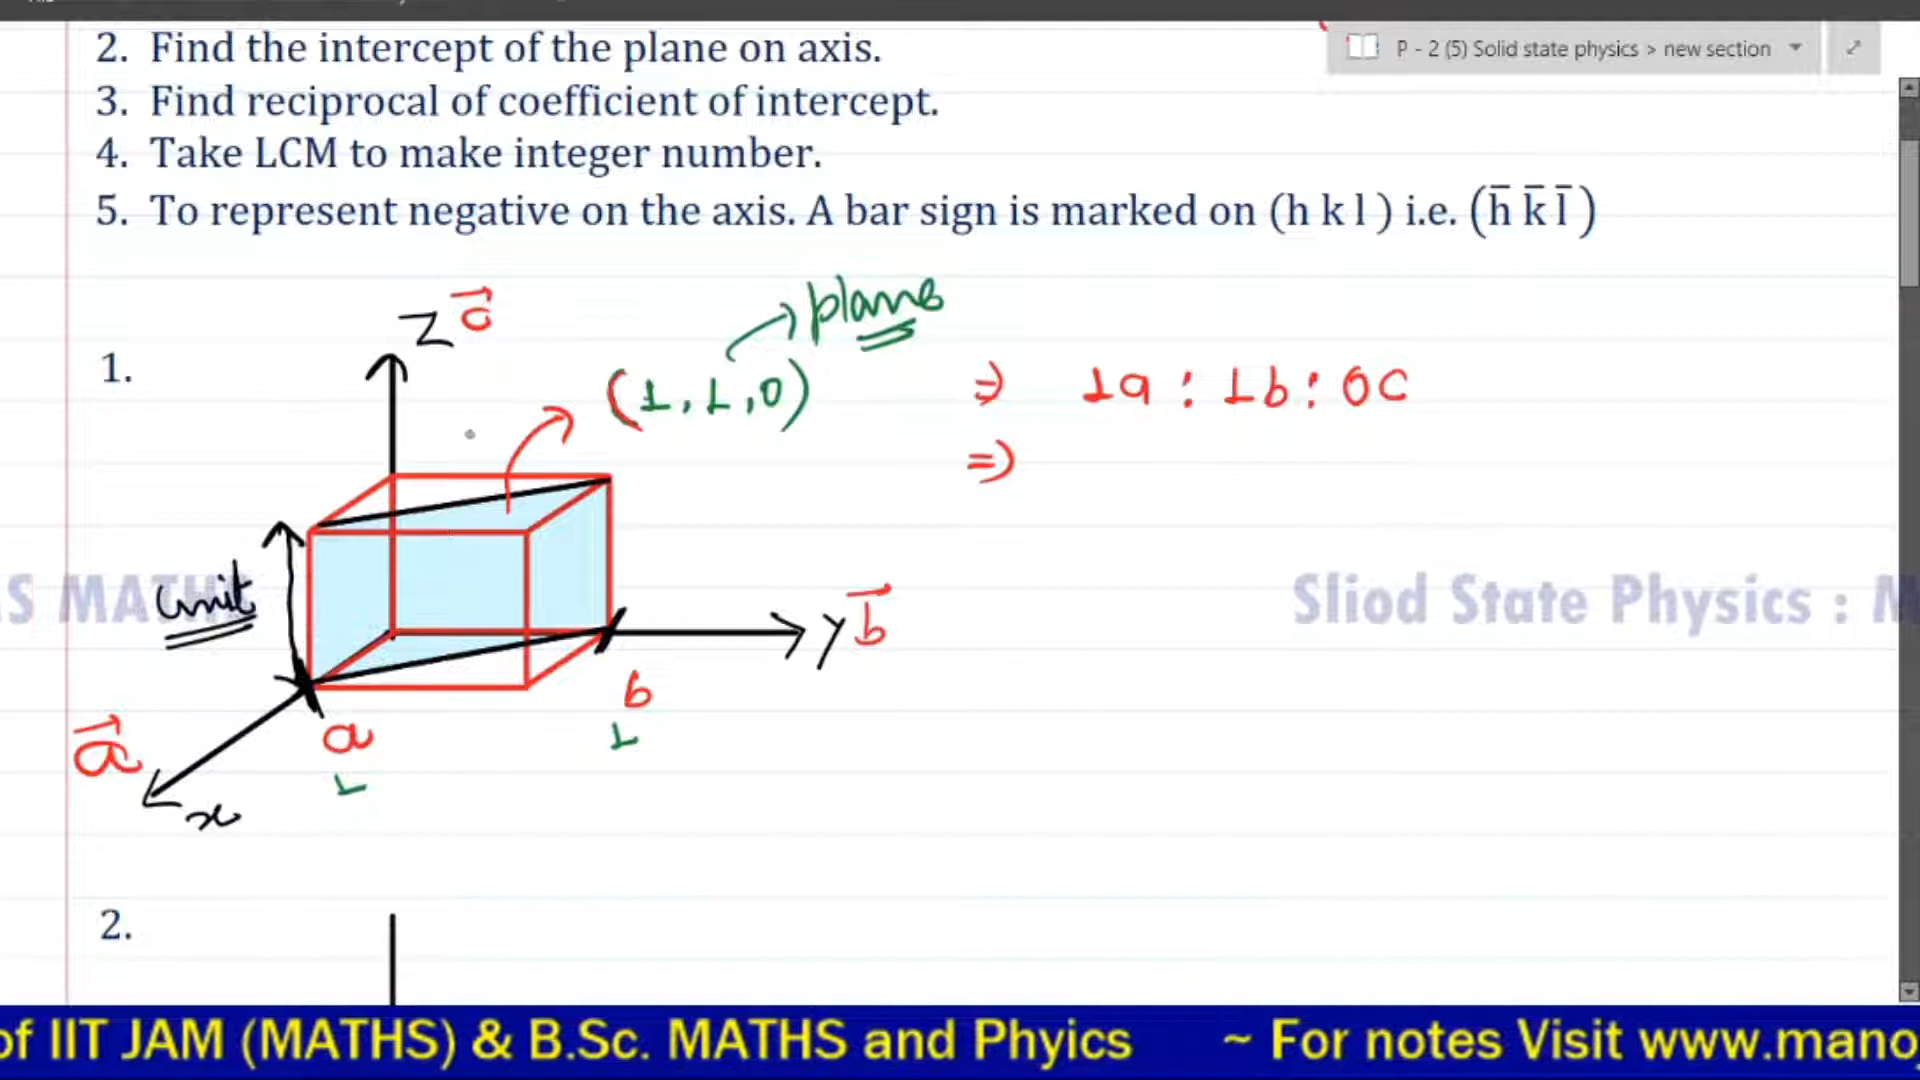 P - 2 (5) Solid state physics > new section
2. Find the intercept of the plane on axis.
3. Find reciprocal of coefficient of intercept.
4. Take LCM to make integer number.
5. To represent negative on the axis. A bar sign is marked on (h k l ) i.e. (h̄ k̄ l̄ )
Z c⃗
plane
1.
(1, 1, 0) ⇒ 1a : 1b : 0C
⇒
S MATHS
unit
Sliod State Physics : M
y b⃗
b
1
a⃗
a
1
x
2.
of IIT JAM (MATHS) & B.Sc. MATHS and Phyics ~ For notes Visit www.mano